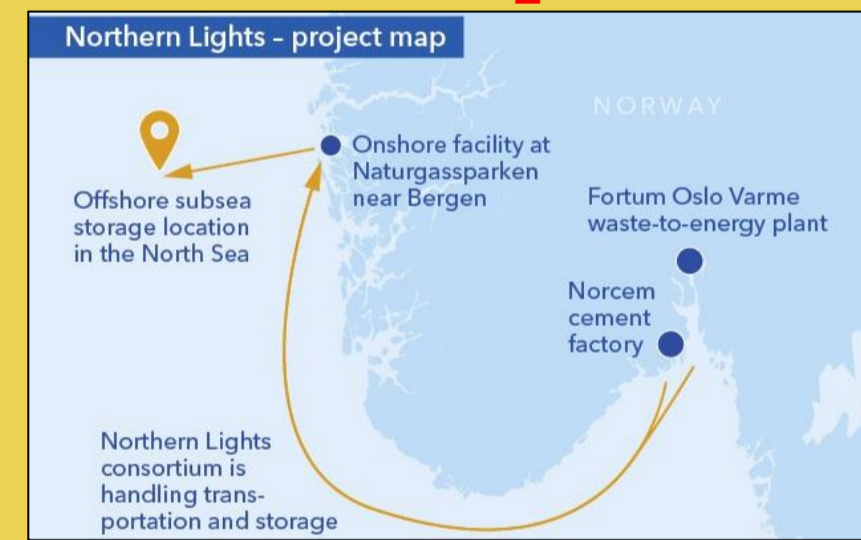 Northern Lights – project map
NORWAY
Onshore facility at
Naturgassparken
near Bergen
Offshore subsea
storage location
in the North Sea
Fortum Oslo Varme
waste-to-energy plant
Norcem
cement
factory
Northern Lights
consortium is
handling trans-
portation and storage